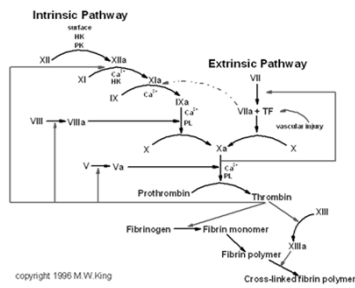 Intrinsic Pathway
surface
HK
PK
XII XIIa
Extrinsic Pathway
XI Ca²⁺ XIa VII
HK
IX Ca²⁺ IXa
VIIa + TF
Ca²⁺
VIII VIIIa PL
vascular injury
X Xa X
V Va Ca²⁺
PL
Prothrombin Thrombin
XIII
Fibrinogen Fibrin monomer
XIIIa
Fibrin polymer
copyright 1996 M.W.King
Cross-linked fibrin polymer